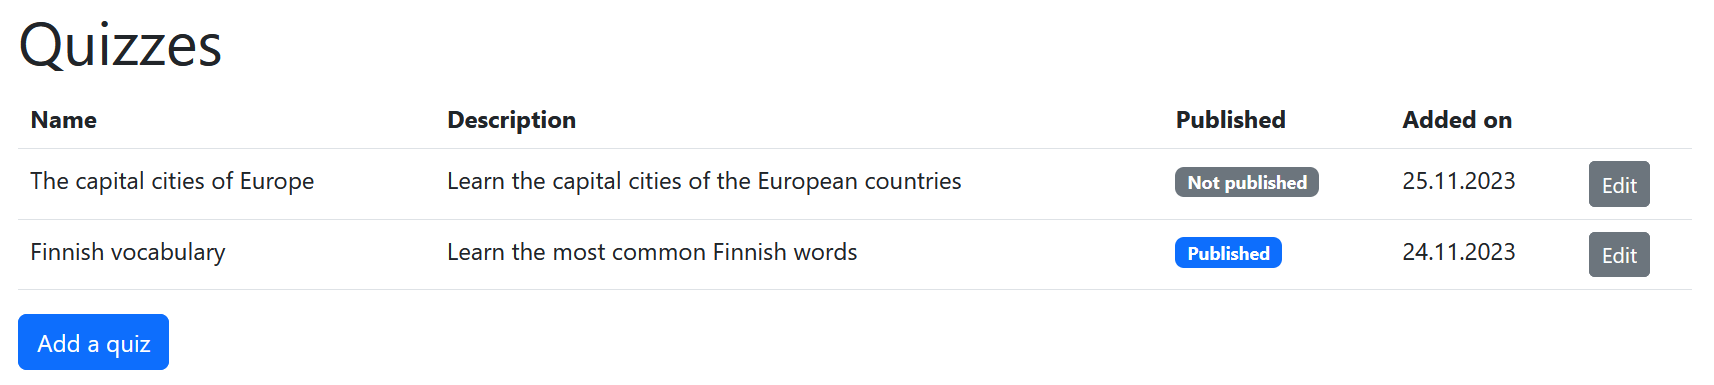 Quizzes
Name Description Published Added on
The capital cities of Europe Learn the capital cities of the European countries Not published 25.11.2023 Edit
Finnish vocabulary Learn the most common Finnish words Published 24.11.2023 Edit
Add a quiz